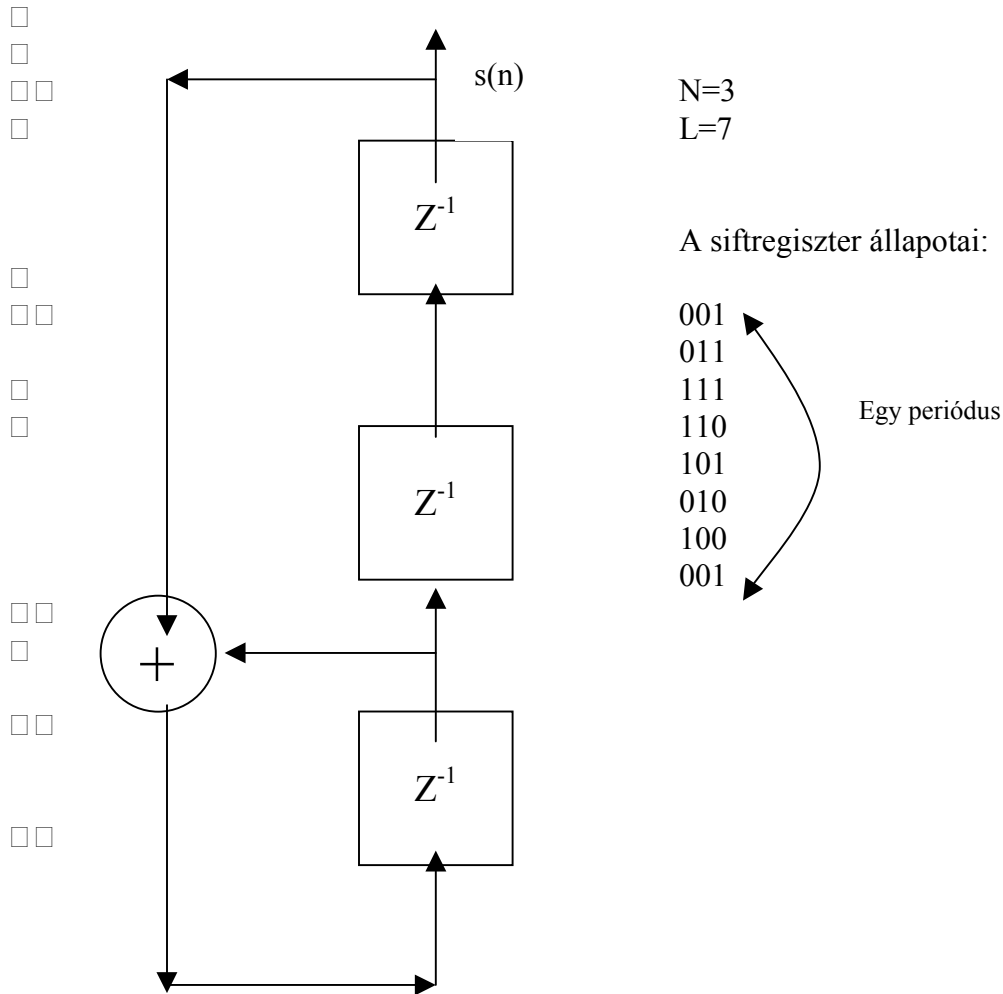 s(n)
N=3
L=7
Z-1
A siftregiszter állapotai:
001
011
111
110
Egy periódus
101
Z-1
010
100
001
+
Z-1